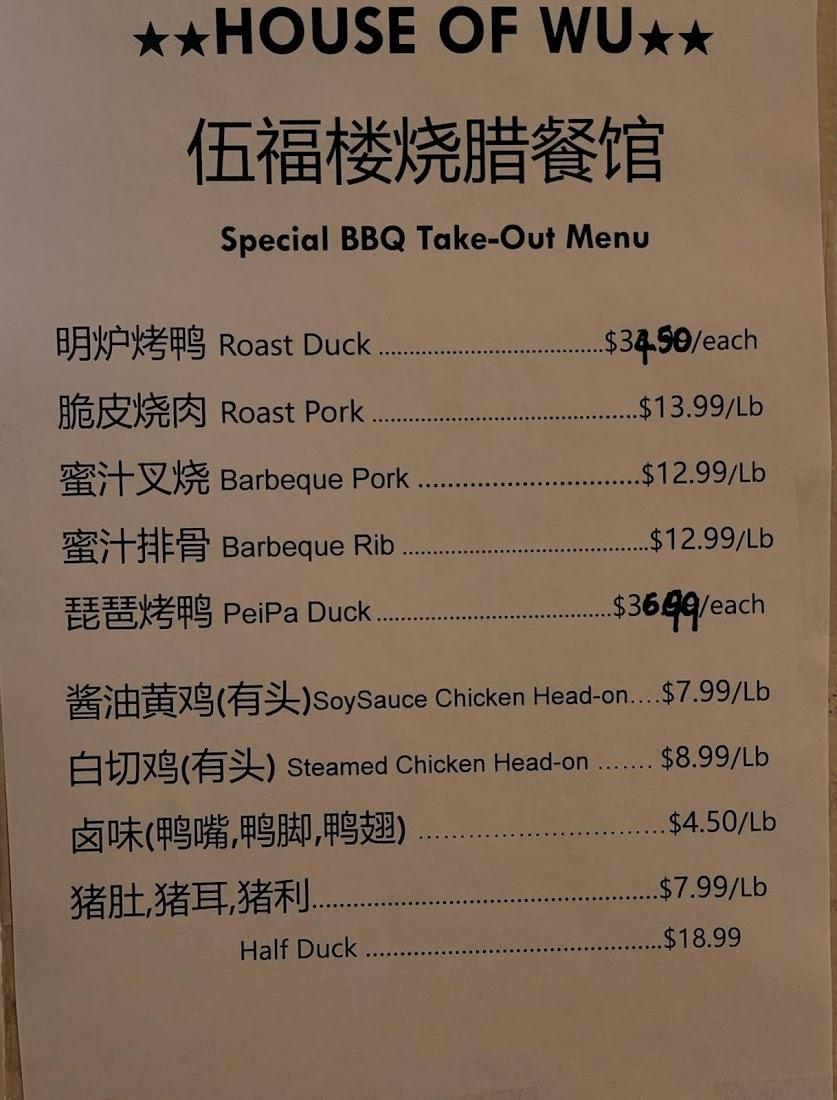 ★★HOUSE OF WU★★
伍福楼烧腊餐馆
Special BBQ Take-Out Menu
明炉烤鸭 Roast Duck ................................$34.50/each
脆皮烧肉 Roast Pork ......................................$13.99/Lb
蜜汁叉烧 Barbeque Pork ................................$12.99/Lb
蜜汁排骨 Barbeque Rib ...................................$12.99/Lb
琵琶烤鸭 PeiPa Duck ..................................$36.99/each
酱油黄鸡(有头)SoySauce Chicken Head-on....$7.99/Lb
白切鸡(有头) Steamed Chicken Head-on ....... $8.99/Lb
卤味(鸭嘴,鸭脚,鸭翅) ..............................$4.50/Lb
猪肚,猪耳,猪利.................................................$7.99/Lb
Half Duck ..........................................$18.99